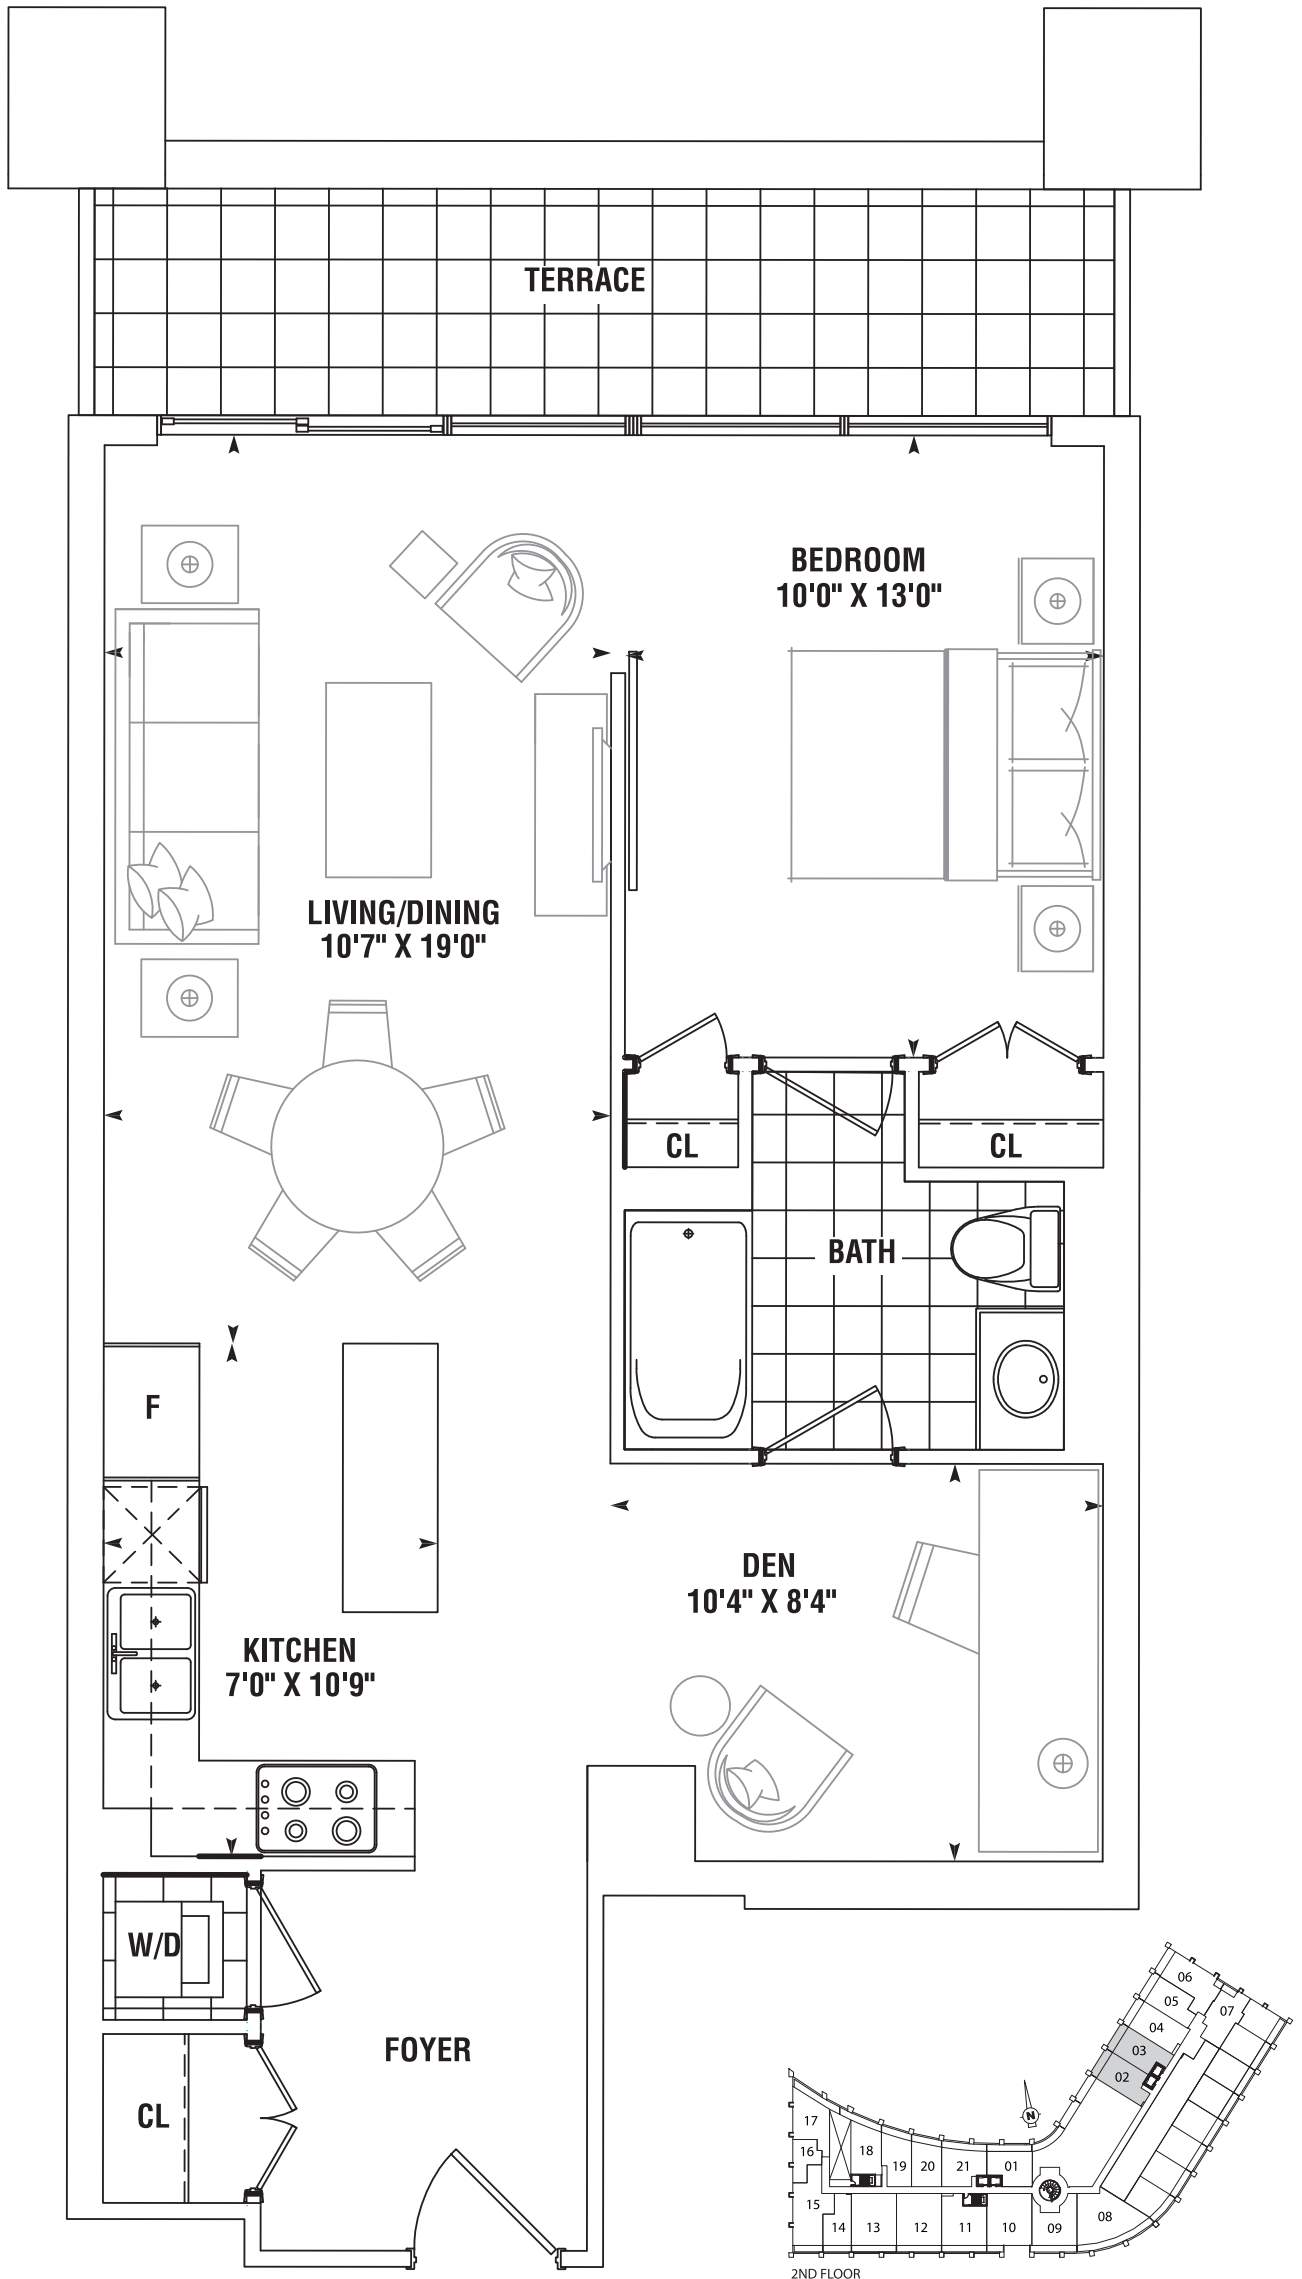 TERRACE
BEDROOM
10'0" X 13'0"
LIVING/DINING
10'7" X 19'0"
CL
CL
BATH
F
DEN
10'4" X 8'4"
KITCHEN
7'0" X 10'9"
W/D
FOYER
CL
06
05
07
04
03
02
N
17
18
16
19
20
21
01
15
14
13
12
11
10
09
08
2ND FLOOR